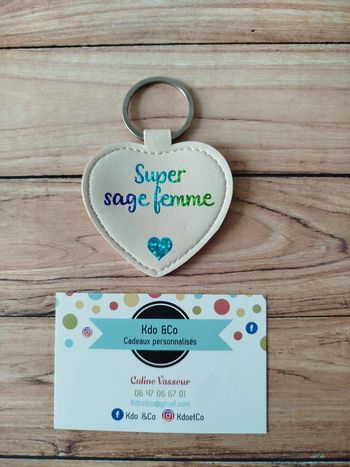 Super
sage femme
Kdo &Co
Cadeaux personnalisés
Coline Vasseur
06 47 06 67 01
Kdoetco@gmail.com
Kdo &Co KdoetCo